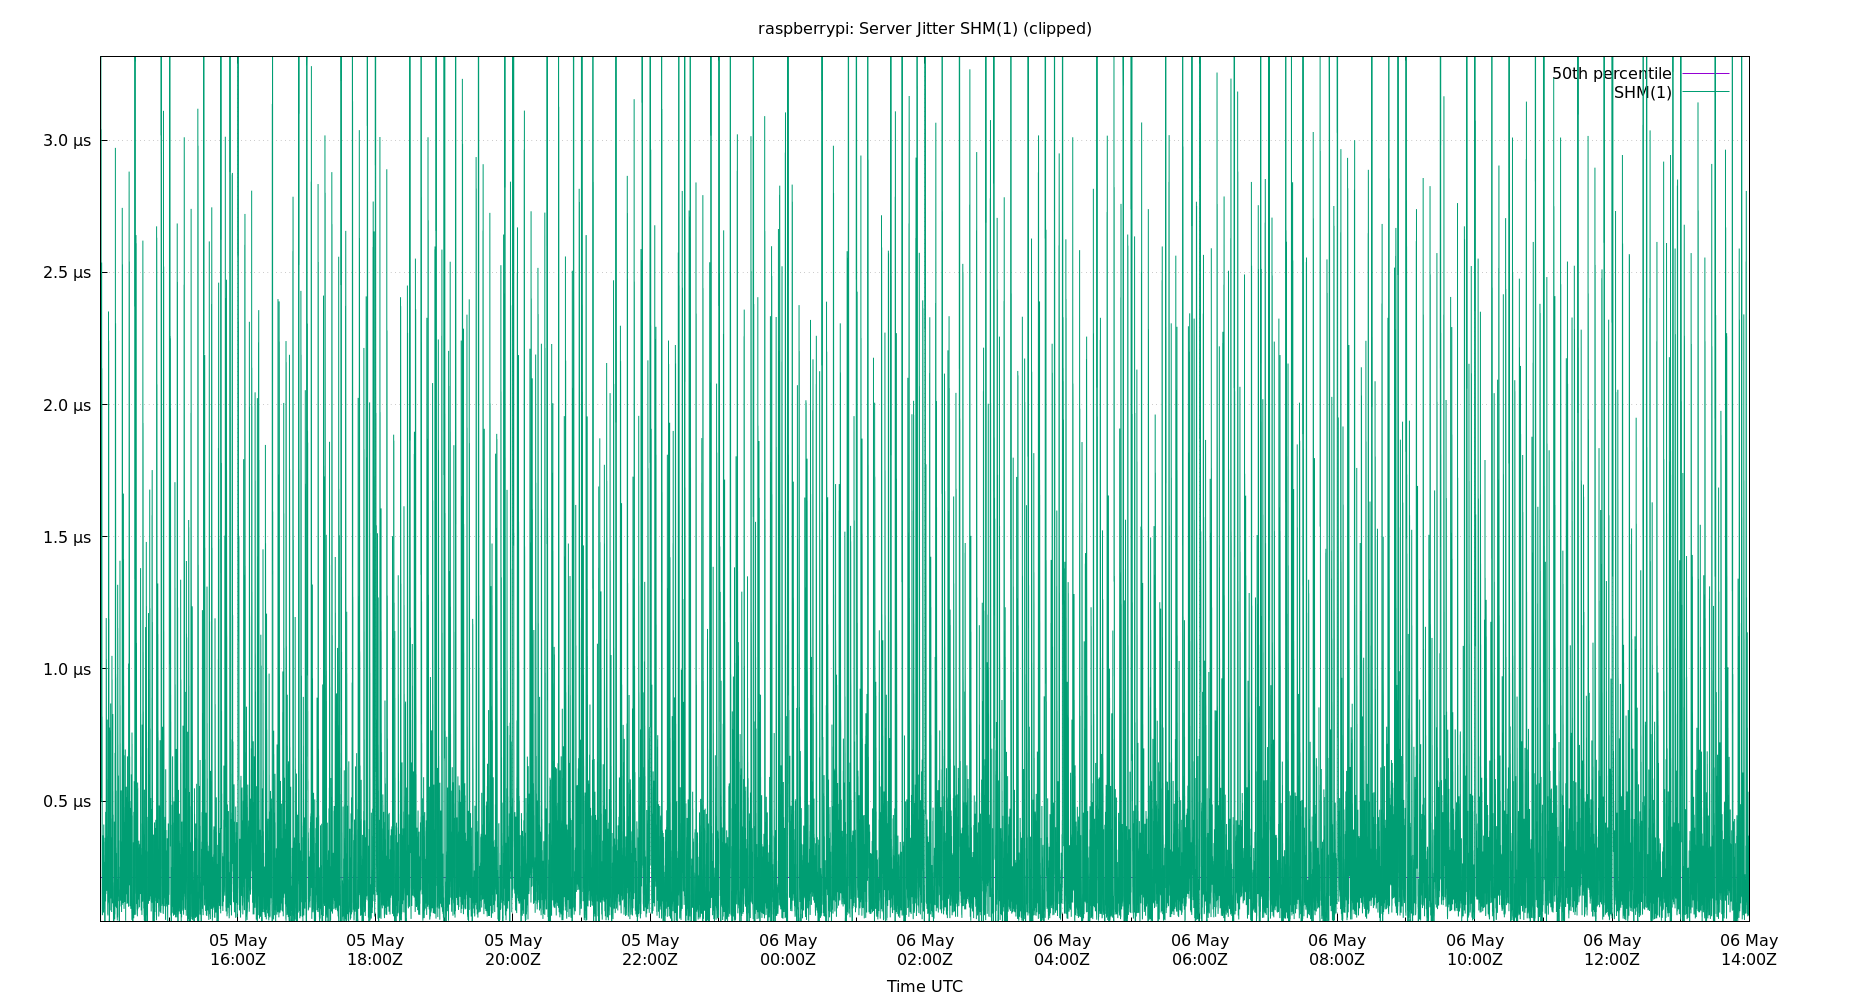 raspberrypi: Server Jitter SHM(1) (clipped)
50th percentile
SHM(1)
3.0 µs
2.5 µs
2.0 µs
1.5 µs
1.0 µs
0.5 µs
05 May 05 May 05 May 05 May 06 May 06 May 06 May 06 May 06 May 06 May 06 May 06 May
16:00Z 18:00Z 20:00Z 22:00Z 00:00Z 02:00Z 04:00Z 06:00Z 08:00Z 10:00Z 12:00Z 14:00Z
Time UTC